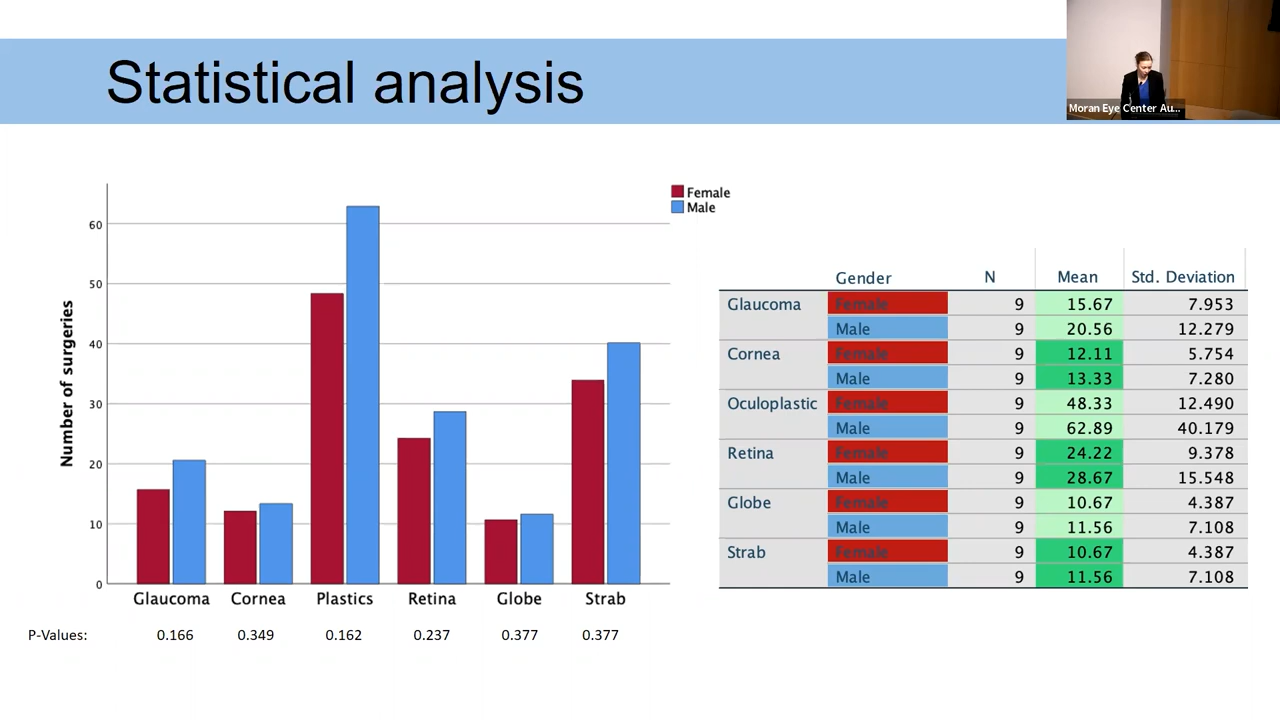 Statistical analysis
Moran Eye Center Au...
Female
Male
Number of surgeries
60
50
40
30
20
10
0
Glaucoma Cornea Plastics Retina Globe Strab
P-Values: 0.166 0.349 0.162 0.237 0.377 0.377
Gender N Mean Std. Deviation
Glaucoma Female 9 15.67 7.953
Male 9 20.56 12.279
Cornea Female 9 12.11 5.754
Male 9 13.33 7.280
Oculoplastic Female 9 48.33 12.490
Male 9 62.89 40.179
Retina Female 9 24.22 9.378
Male 9 28.67 15.548
Globe Female 9 10.67 4.387
Male 9 11.56 7.108
Strab Female 9 10.67 4.387
Male 9 11.56 7.108